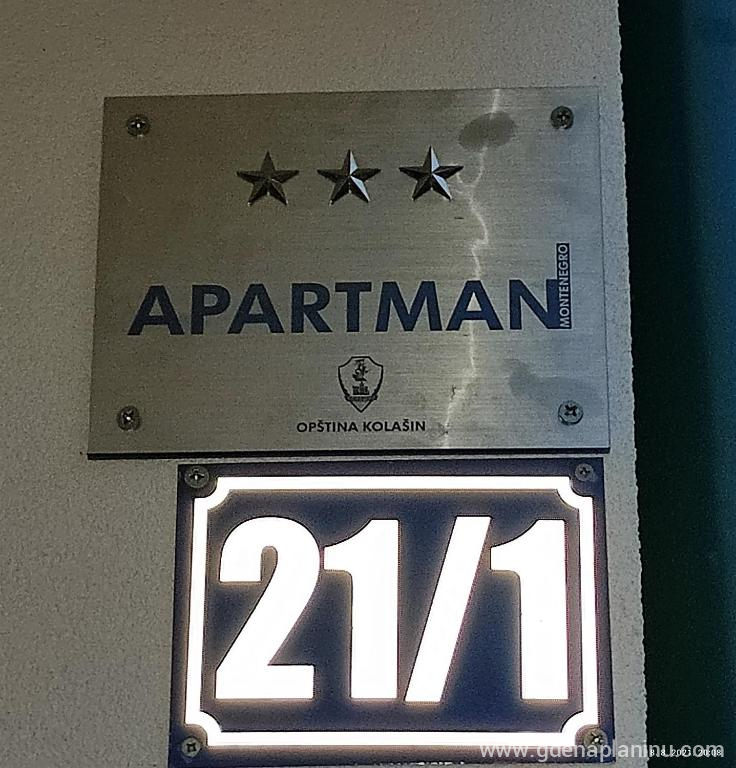 APARTMAN
MONTENEGRO
OPŠTINA KOLAŠIN
21/1
www.gdenaplaninu.com